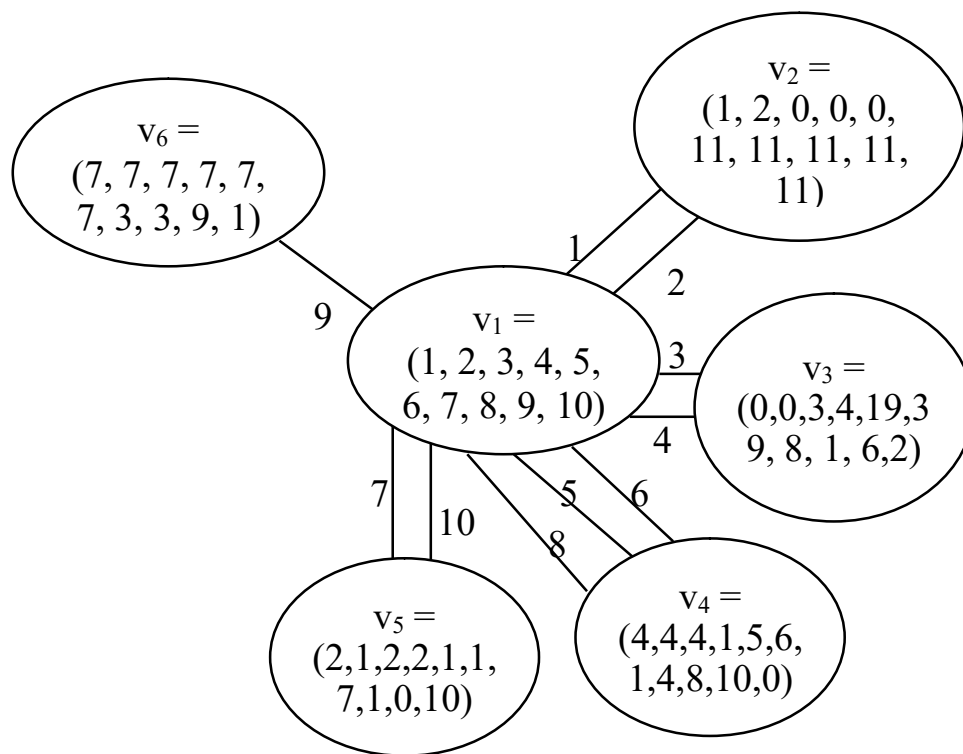 v₂ =
(1, 2, 0, 0, 0,
11, 11, 11, 11,
11)
v₆ =
(7, 7, 7, 7, 7,
7, 3, 3, 9, 1)
1
2
9
v₁ =
(1, 2, 3, 4, 5,
6, 7, 8, 9, 10)
3
4
v₃ =
(0,0,3,4,19,3
9, 8, 1, 6,2)
7
10
5
6
8
v₅ =
(2,1,2,2,1,1,
7,1,0,10)
v₄ =
(4,4,4,1,5,6,
1,4,8,10,0)